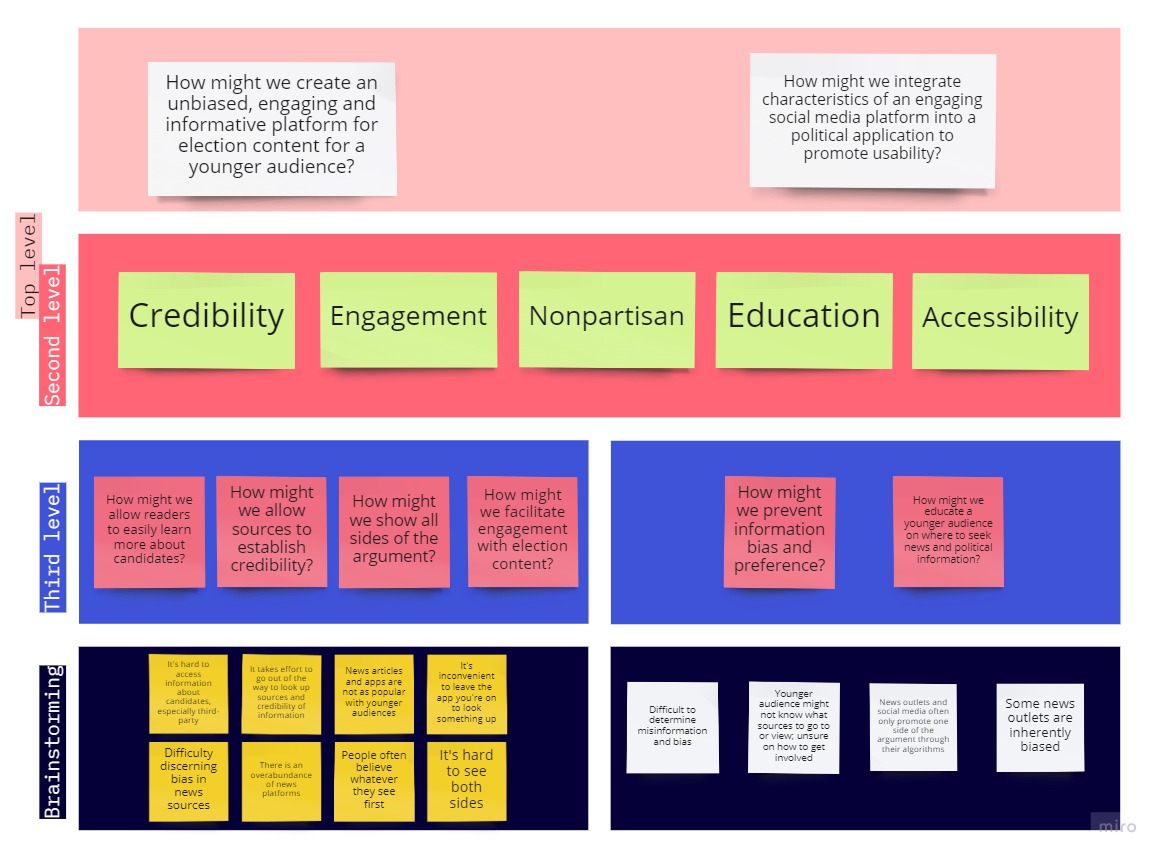 How might we create an
unbiased, engaging and
informative platform for
election content for a
younger audience?
How might we integrate
characteristics of an engaging
social media platform into a
political application to
promote usability?
Top level
Second level
Credibility
Engagement
Nonpartisan
Education
Accessibility
Third level
How might we
allow readers
to easily learn
more about
candidates?
How might
we allow
sources to
establish
credibility?
How might
we show all
sides of the
argument?
How might
we facilitate
engagement
with election
content?
How might
we prevent
information
bias and
preference?
How might we
educate a
younger audience
on where to seek
news and political
information?
Brainstorming
It's hard to
access
information
about
candidates,
especially third-
party
It takes effort to
go out of the
way to look up
sources and
credibility of
information
News articles
and apps are
not as popular
with younger
audiences
It's
inconvenient
to leave the
app you're on
to look
something up
Difficulty
discerning
bias in
news
sources
There is an
overabundance
of news
platforms
People often
believe
whatever
they see
first
It's hard
to see
both
sides
Difficult to
determine
misinformation
and bias
Younger
audience might
not know what
sources to go to
or view; unsure
on how to get
involved
News outlets and
social media often
only promote one
side of the
argument through
their algorithms
Some news
outlets are
inherently
biased
miro